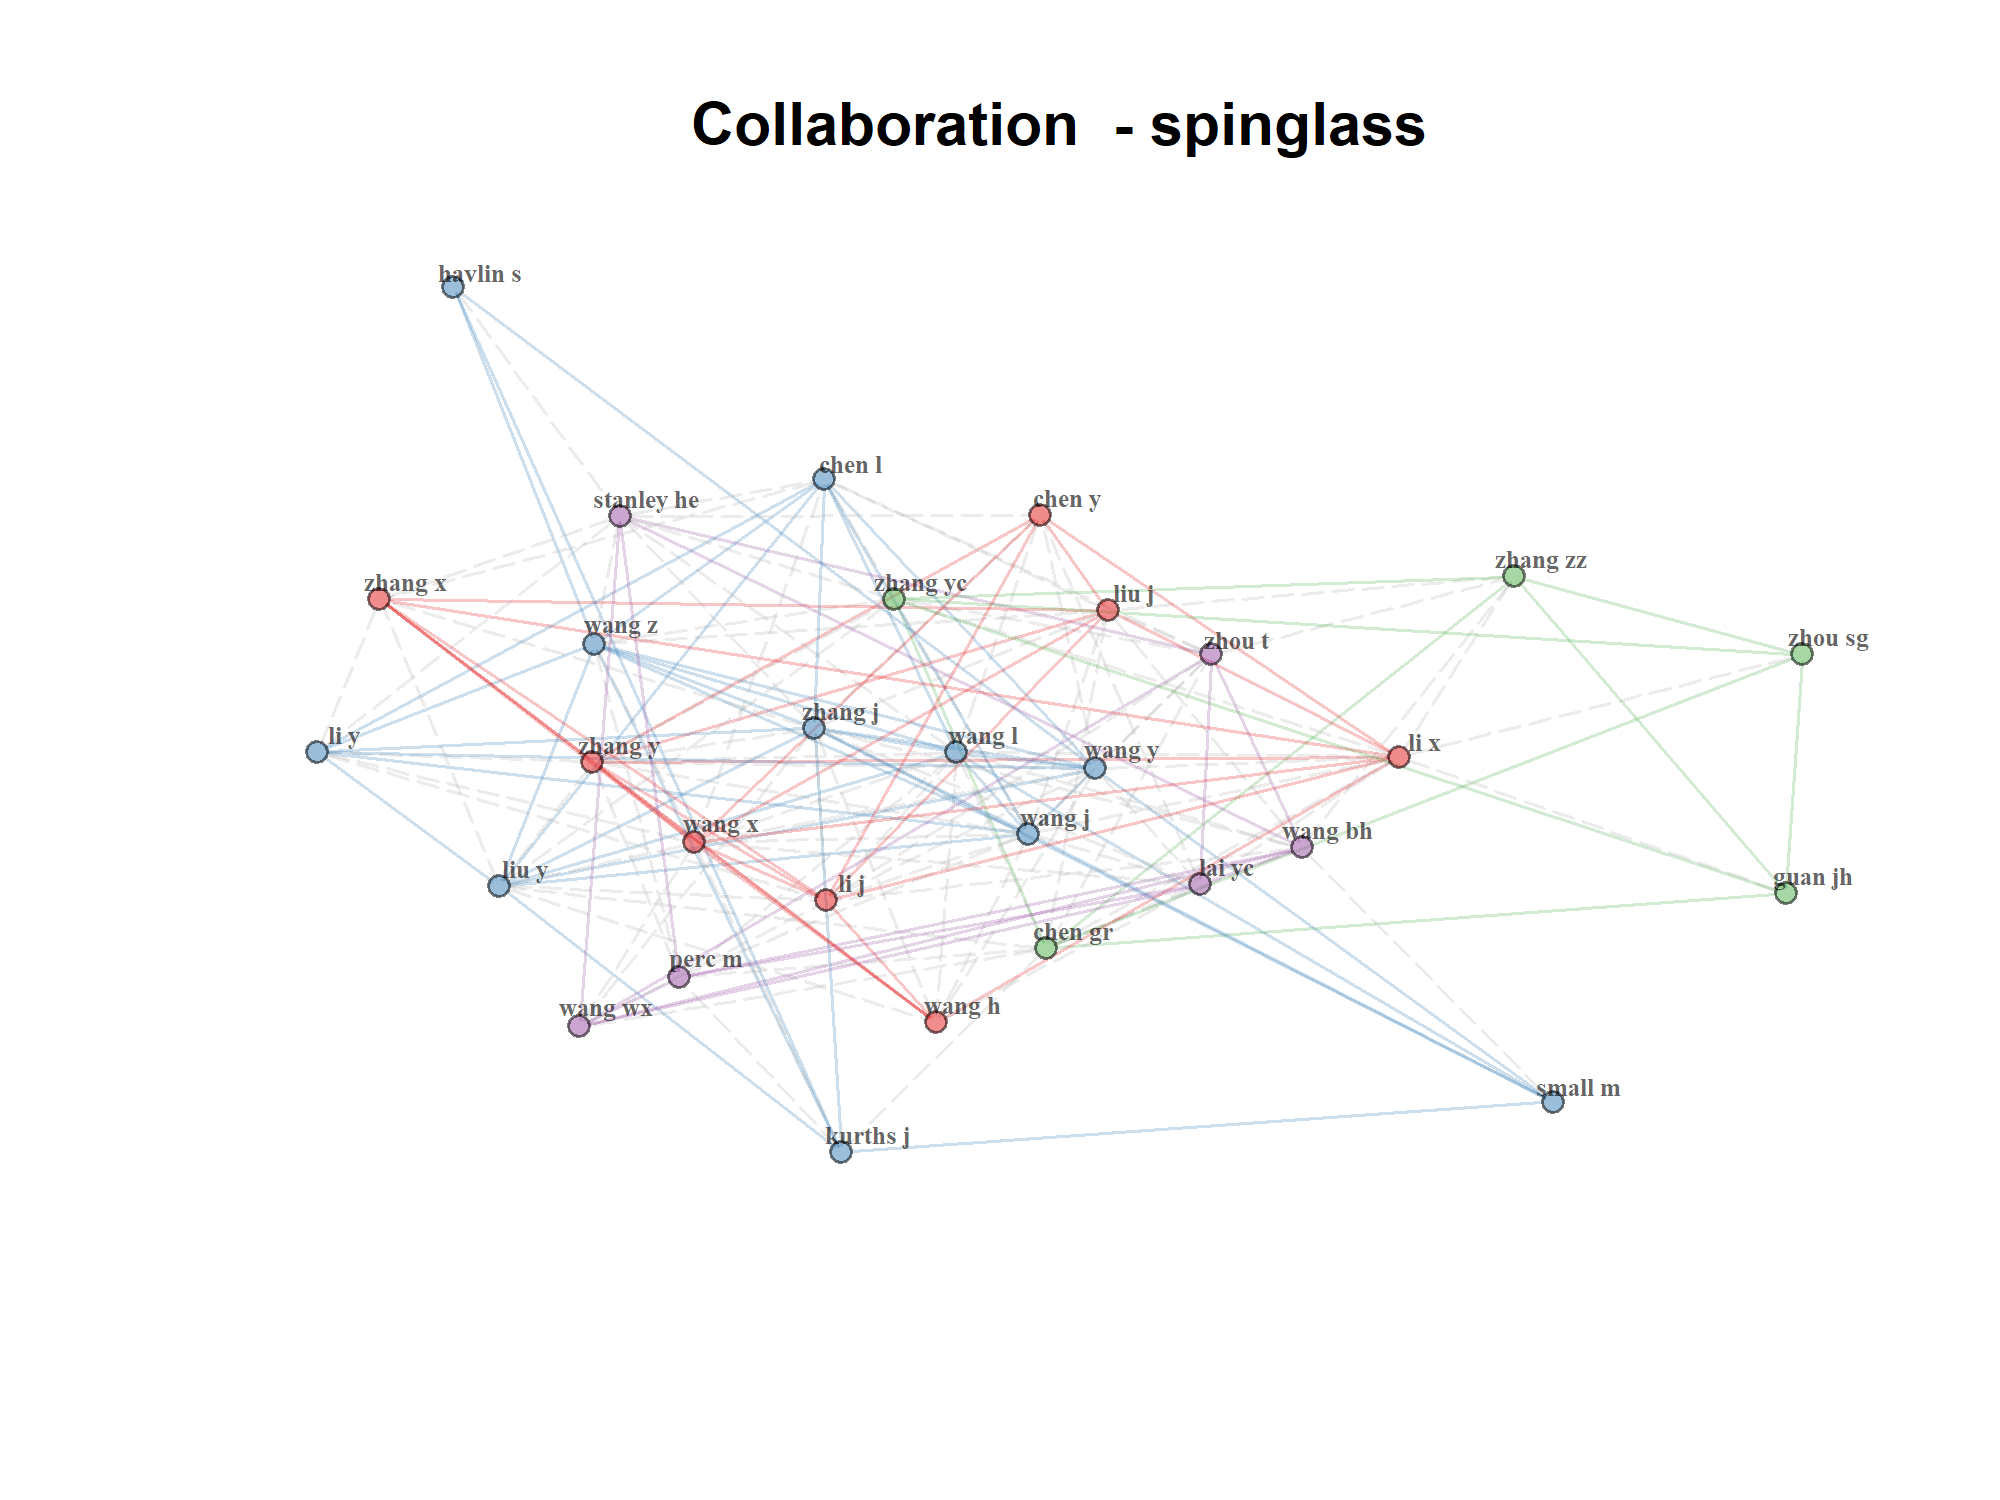 Collaboration  - spinglass
havlin s
chen l
stanley he
chen y
zhang zz
zhang x
zhang yc
liu j
wang z
zhou t
zhou sg
zhang j
li y
zhang y
wang l
wang y
li x
wang x
wang j
wang bh
liu y
li j
lai yc
guan jh
chen gr
perc m
wang wx
wang h
small m
kurths j